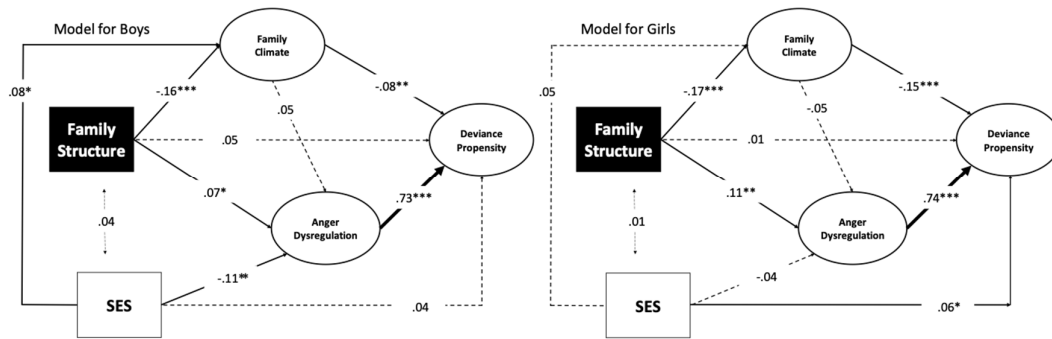 Model for Boys
Family
Climate
.08*
-.16***
-.08**
.05
Family
Structure
.05
Deviance
Propensity
.07*
.73***
.04
Anger
Dysregulation
-.11**
SES
.04
Model for Girls
Family
Climate
.05
-.17***
-.15***
-.05
Family
Structure
.01
Deviance
Propensity
.11**
.74***
.01
Anger
Dysregulation
-.04
SES
.06*